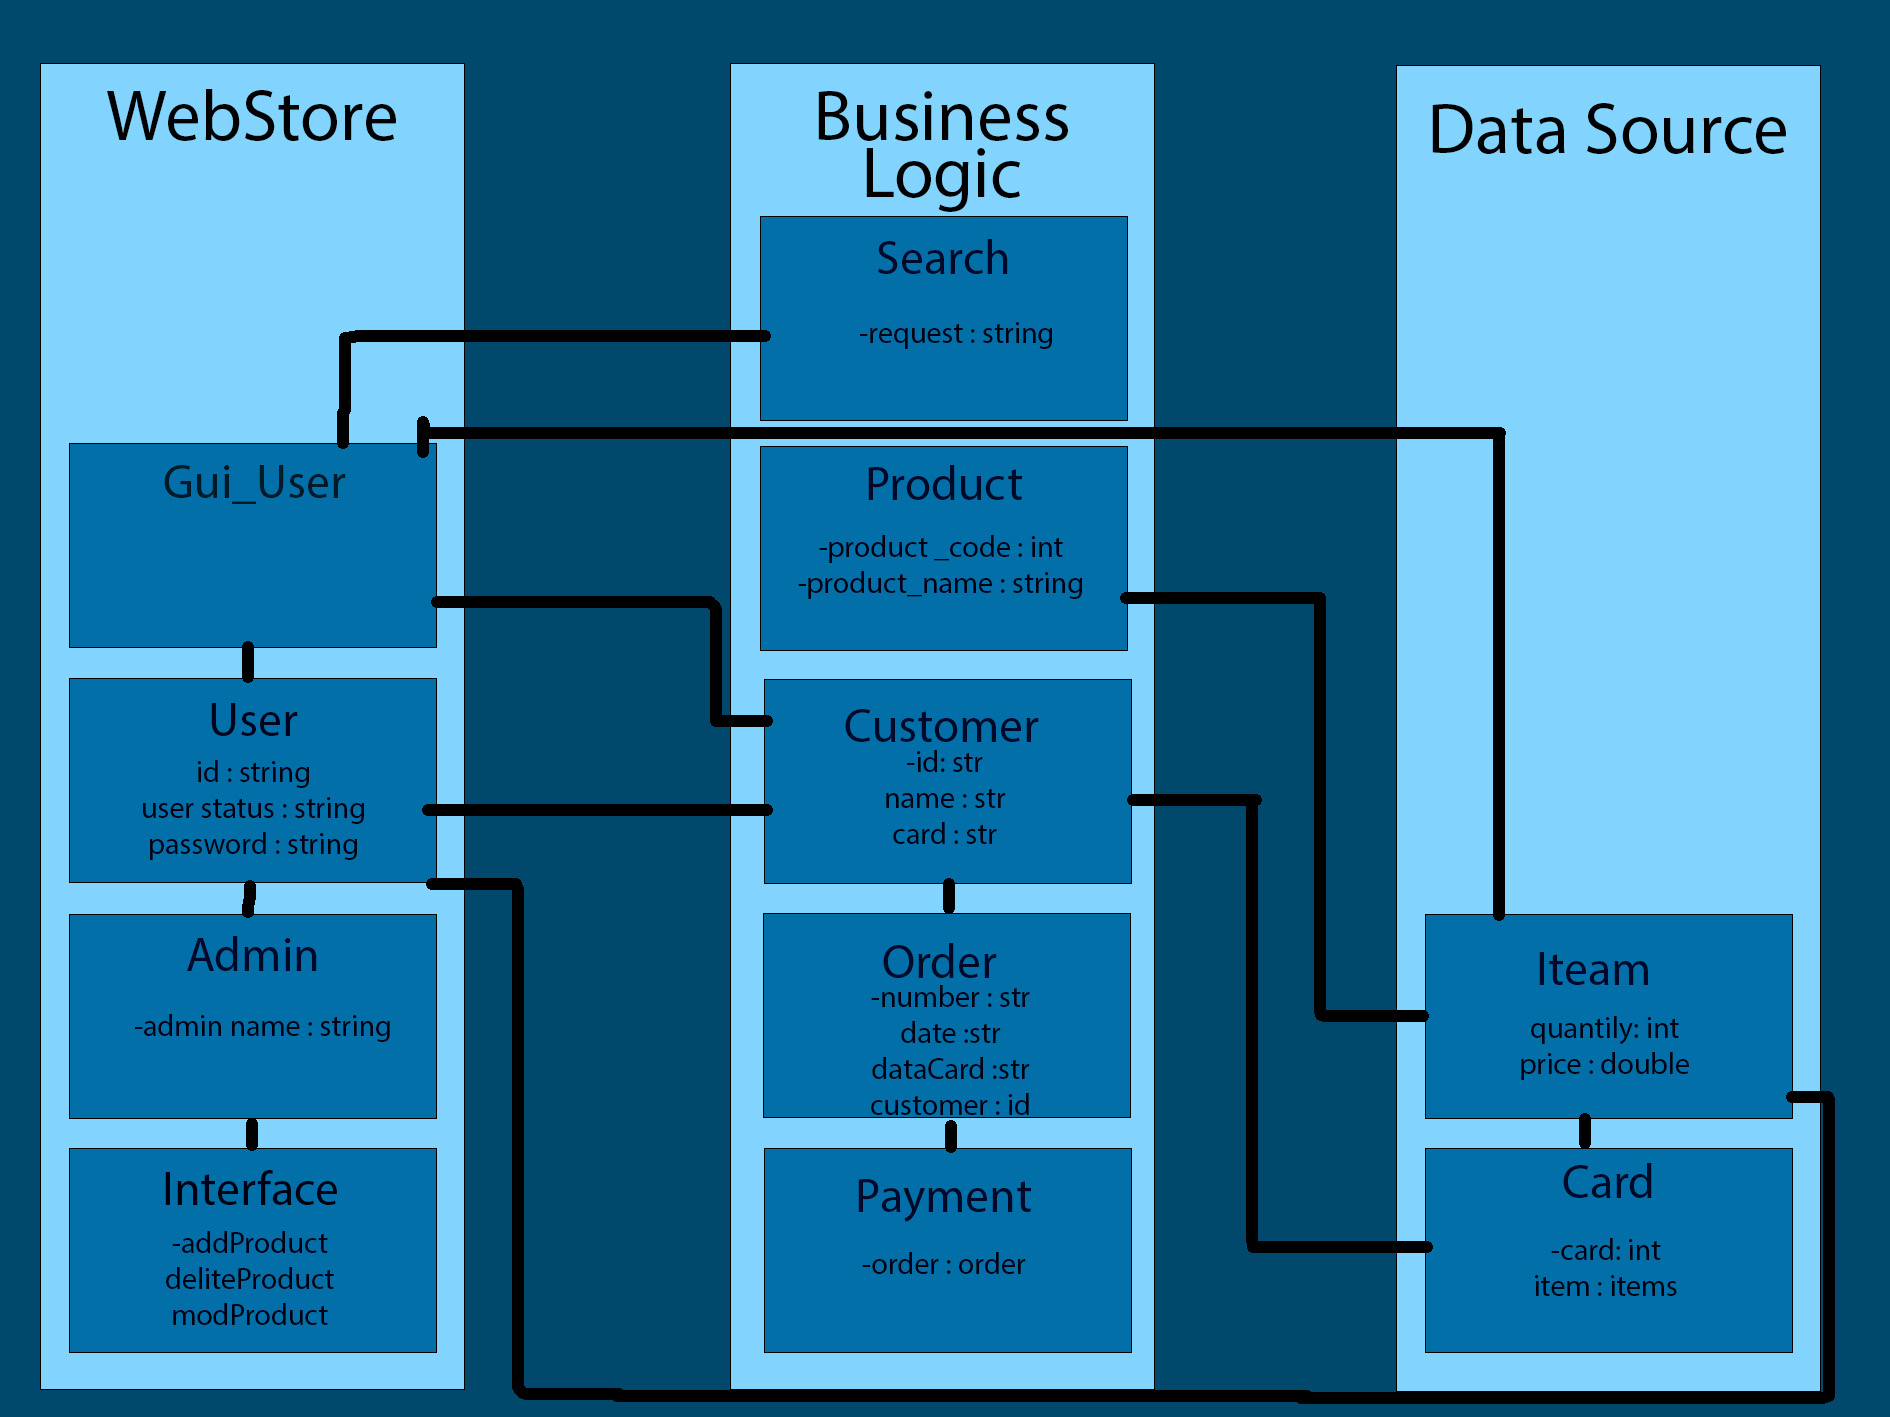 WebStore
Gui_User
User
id : string
user status : string
password : string
Admin
-admin name : string
Interface
-addProduct
deliteProduct
modProduct
Business
Logic
Search
-request : string
Product
-product _code : int
-product_name : string
Customer
-id: str
name : str
card : str
Order
-number : str
date :str
dataCard :str
customer : id
Payment
-order : order
Data Source
Iteam
quantily: int
price : double
Card
-card: int
item : items